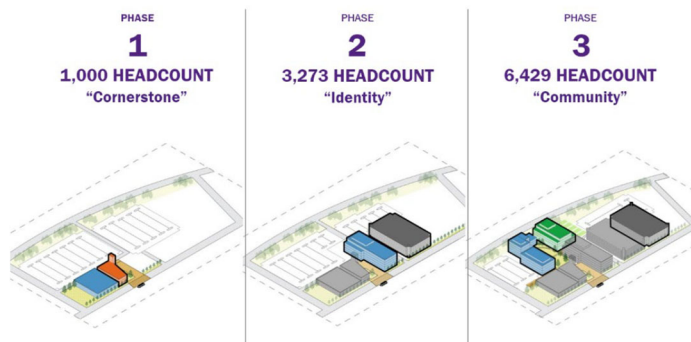 PHASE
1
1,000 HEADCOUNT
“Cornerstone”
PHASE
2
3,273 HEADCOUNT
“Identity”
PHASE
3
6,429 HEADCOUNT
“Community”